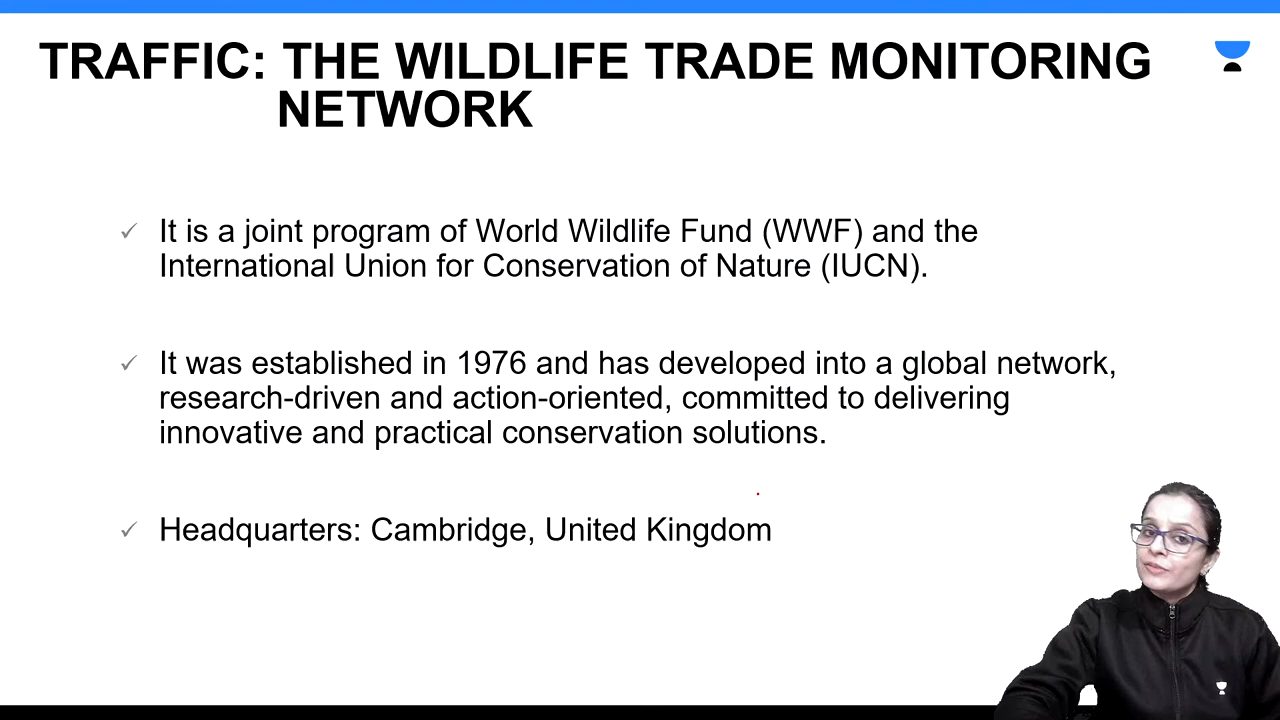 TRAFFIC: THE WILDLIFE TRADE MONITORING
NETWORK
It is a joint program of World Wildlife Fund (WWF) and the
International Union for Conservation of Nature (IUCN).
It was established in 1976 and has developed into a global network,
research-driven and action-oriented, committed to delivering
innovative and practical conservation solutions.
Headquarters: Cambridge, United Kingdom